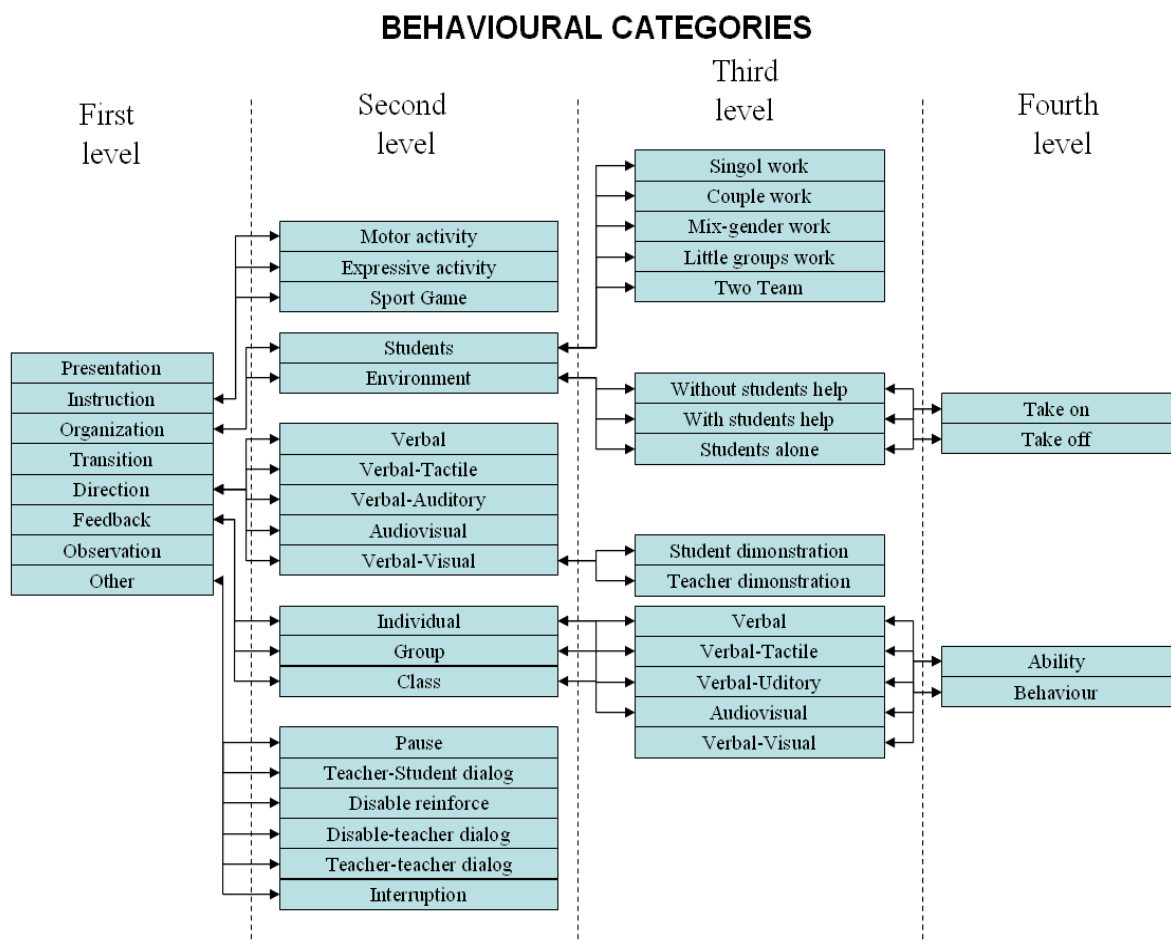 BEHAVIOURAL CATEGORIES
First
level
Second
level
Third
level
Fourth
level
Presentation
Instruction
Organization
Transition
Direction
Feedback
Observation
Other
Motor activity
Expressive activity
Sport Game
Students
Environment
Verbal
Verbal-Tactile
Verbal-Auditory
Audiovisual
Verbal-Visual
Individual
Group
Class
Pause
Teacher-Student dialog
Disable reinforce
Disable-teacher dialog
Teacher-teacher dialog
Interruption
Singol work
Couple work
Mix-gender work
Little groups work
Two Team
Without students help
With students help
Students alone
Student dimonstration
Teacher dimonstration
Verbal
Verbal-Tactile
Verbal-Uditory
Audiovisual
Verbal-Visual
Take on
Take off
Ability
Behaviour